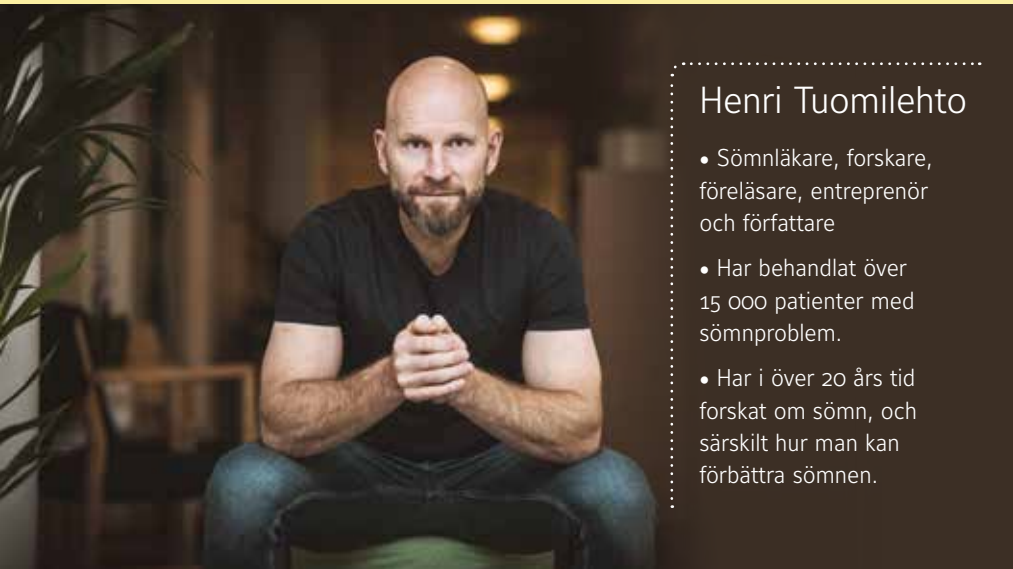 Henri Tuomilehto
• Sömnläkare, forskare,
föreläsare, entreprenör
och författare
• Har behandlat över
15 000 patienter med
sömnproblem.
• Har i över 20 års tid
forskat om sömn, och
särskilt hur man kan
förbättra sömnen.